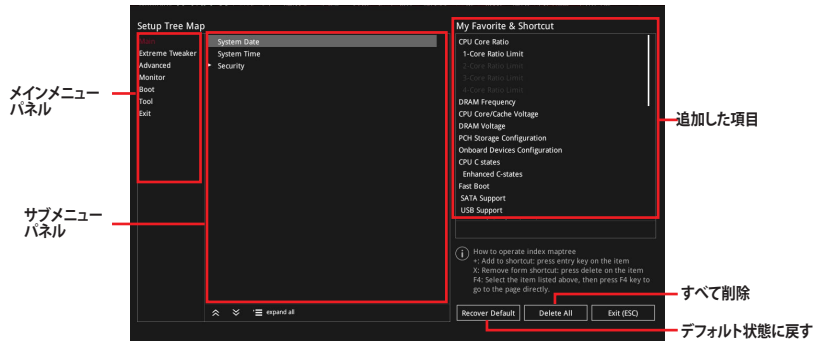 Setup Tree Map
Main
Extreme Tweaker
Advanced
Monitor
Boot
Tool
Exit
System Date
System Time
Security
expand all
My Favorite & Shortcut
CPU Core Ratio
1-Core Ratio Limit
2-Core Ratio Limit
3-Core Ratio Limit
4-Core Ratio Limit
DRAM Frequency
CPU Core/Cache Voltage
DRAM Voltage
PCH Storage Configuration
Onboard Devices Configuration
CPU C states
Enhanced C-states
Fast Boot
SATA Support
USB Support
How to operate index maptree
+: Add to shortcut: press entry key on the item
X: Remove form shortcut: press delete on the item
F4: Select the item listed above, then press F4 key to
go to the page directly.
Recover Default
Delete All
Exit (ESC)
メインメニュー
パネル
サブメニュー
パネル
追加した項目
すべて削除
デフォルト状態に戻す